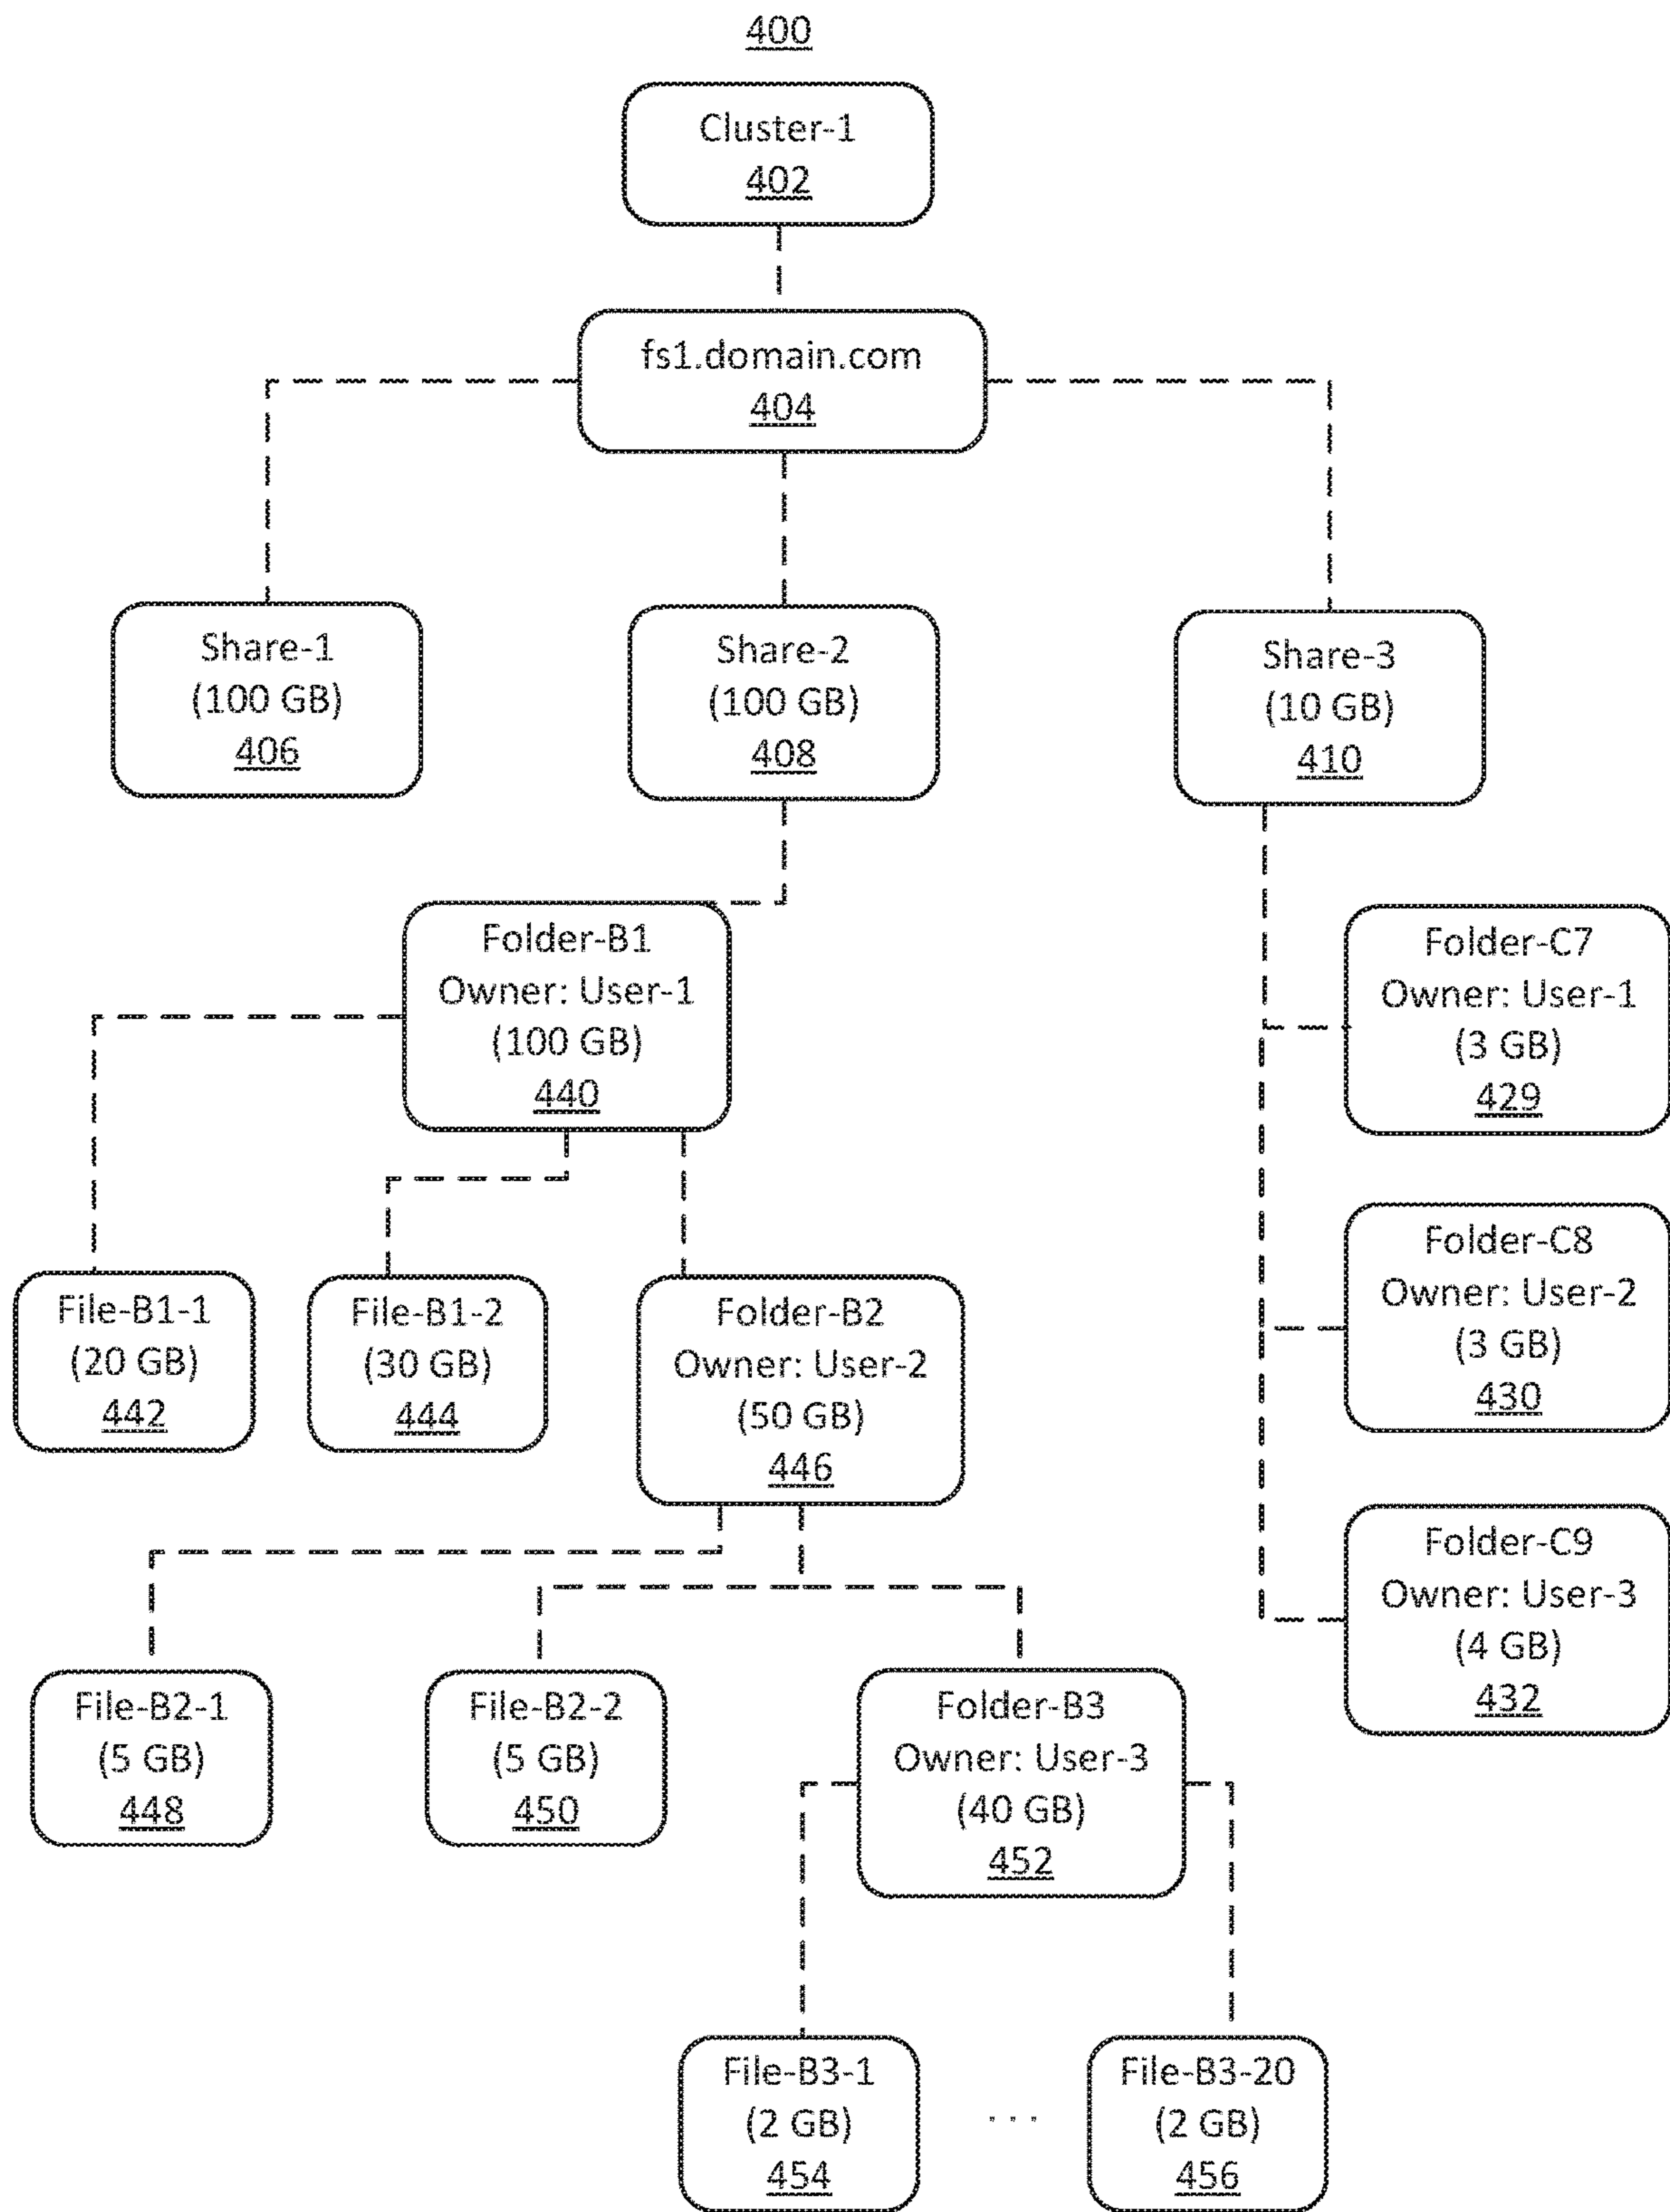 400
Cluster-1
402
fs1.domain.com
404
Share-1
(100 GB)
406
Share-2
(100 GB)
408
Share-3
(10 GB)
410
Folder-B1
Owner: User-1
(100 GB)
440
Folder-C7
Owner: User-1
(3 GB)
429
Folder-C8
Owner: User-2
(3 GB)
430
Folder-C9
Owner: User-3
(4 GB)
432
File-B1-1
(20 GB)
442
File-B1-2
(30 GB)
444
Folder-B2
Owner: User-2
(50 GB)
446
File-B2-1
(5 GB)
448
File-B2-2
(5 GB)
450
Folder-B3
Owner: User-3
(40 GB)
452
File-B3-1
(2 GB)
454
. . .
File-B3-20
(2 GB)
456